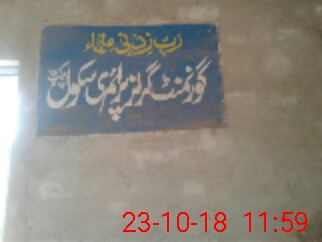 رب زدنی علما
گورنمنٹ گرلز پرائمری سکول
23-10-18 11:59